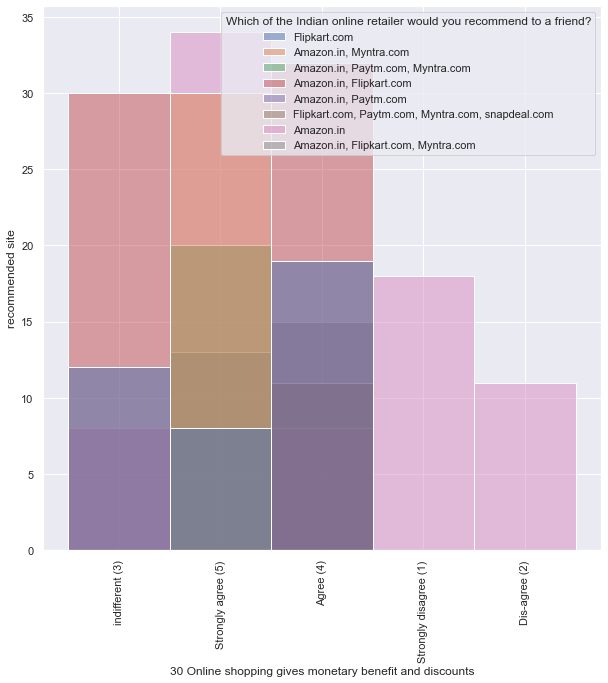 Which of the Indian online retailer would you recommend to a friend?
Flipkart.com
Amazon.in, Myntra.com
Amazon.in, Paytm.com, Myntra.com
Amazon.in, Flipkart.com
Amazon.in, Paytm.com
Flipkart.com, Paytm.com, Myntra.com, snapdeal.com
Amazon.in
Amazon.in, Flipkart.com, Myntra.com
recommended site
35
30
25
20
15
10
5
0
indifferent (3)
Strongly agree (5)
Agree (4)
Strongly disagree (1)
Dis-agree (2)
30 Online shopping gives monetary benefit and discounts